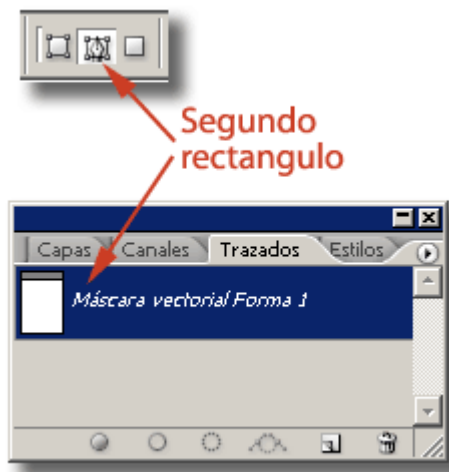 Segundo
rectangulo
Capas Canales Trazados Estilos
Máscara vectorial Forma 1